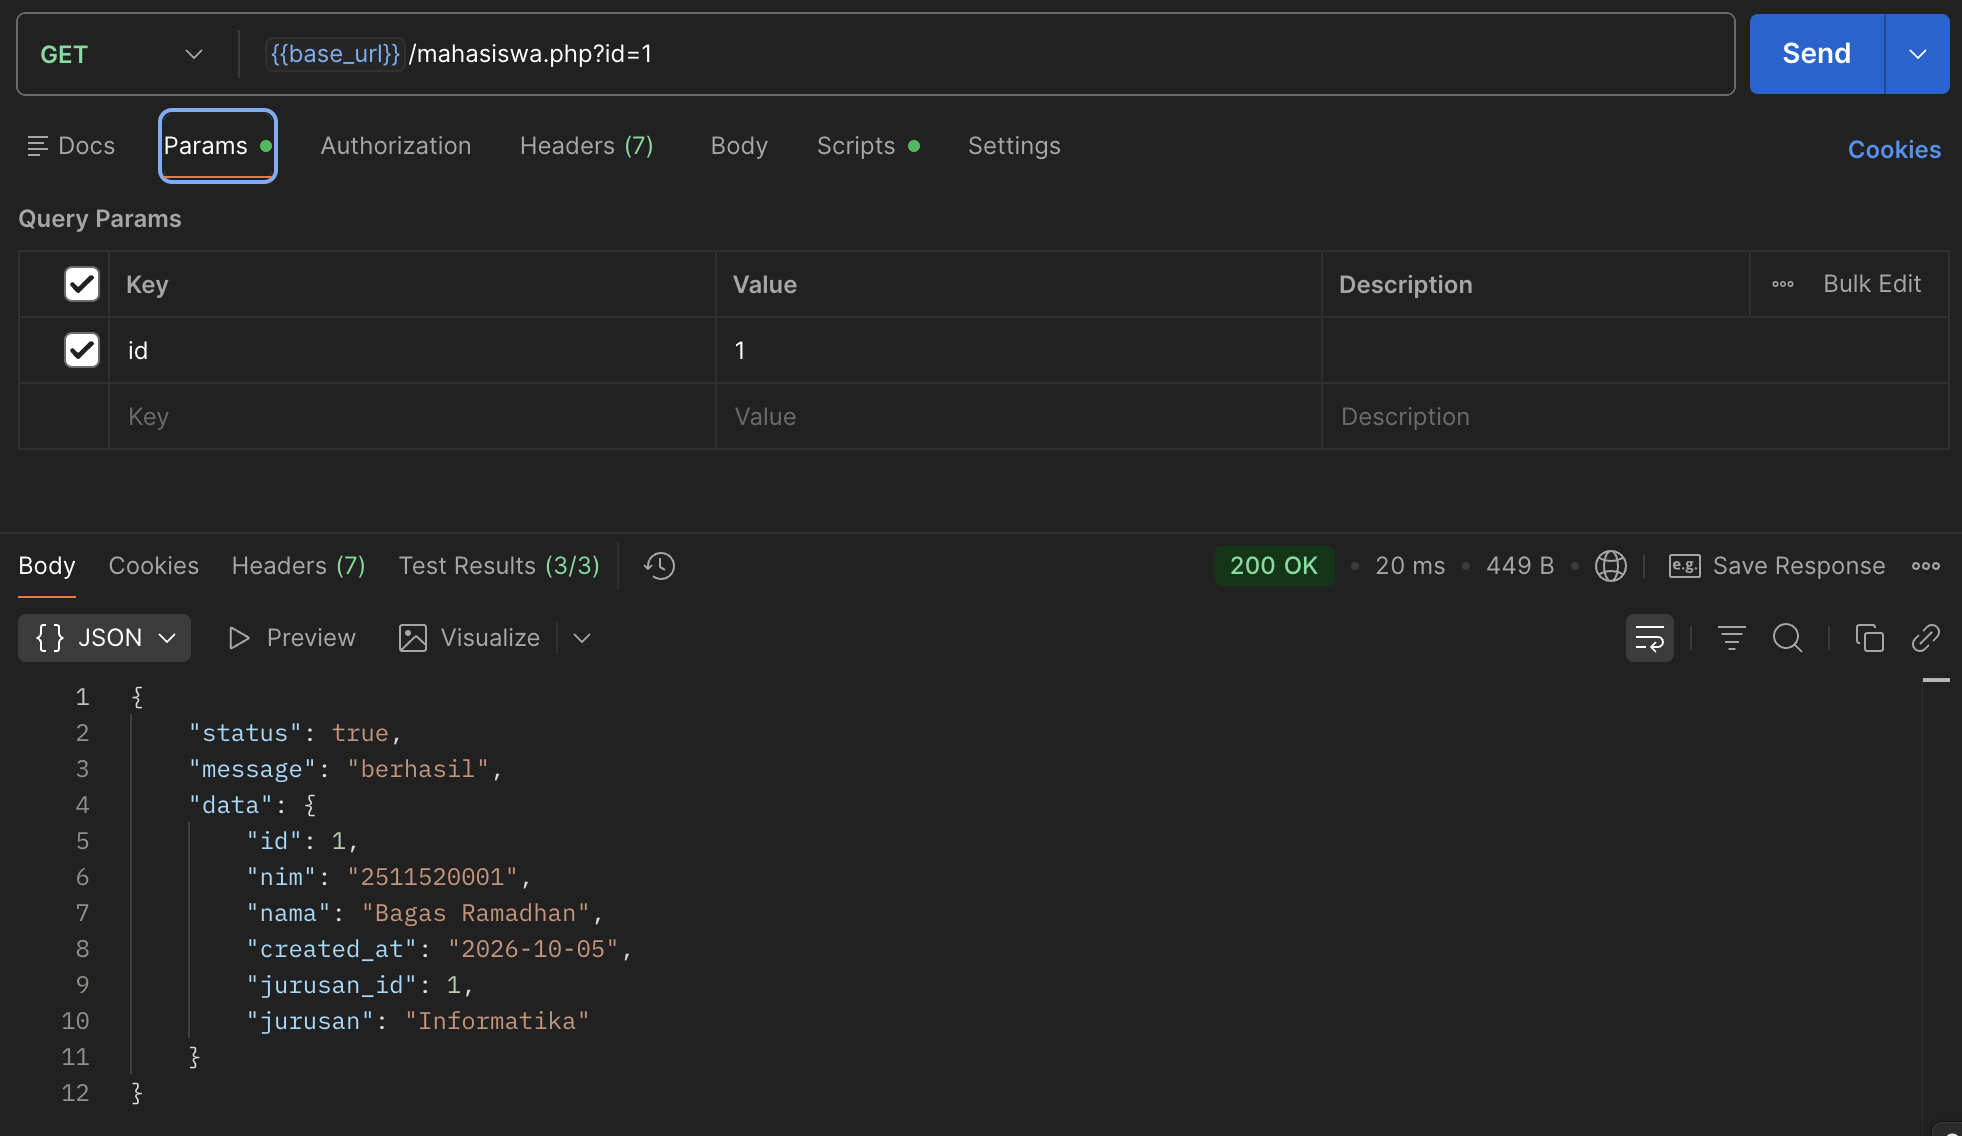 GET {{base_url}} /mahasiswa.php?id=1 Send
Docs Params Authorization Headers (7) Body Scripts Settings Cookies
Query Params
Key Value Description Bulk Edit
id 1
Key Value Description
Body Cookies Headers (7) Test Results (3/3) 200 OK • 20 ms • 449 B • e.g. Save Response
{} JSON Preview Visualize
1 {
2 "status": true,
3 "message": "berhasil",
4 "data": {
5 "id": 1,
6 "nim": "2511520001",
7 "nama": "Bagas Ramadhan",
8 "created_at": "2026-10-05",
9 "jurusan_id": 1,
10 "jurusan": "Informatika"
11 }
12 }